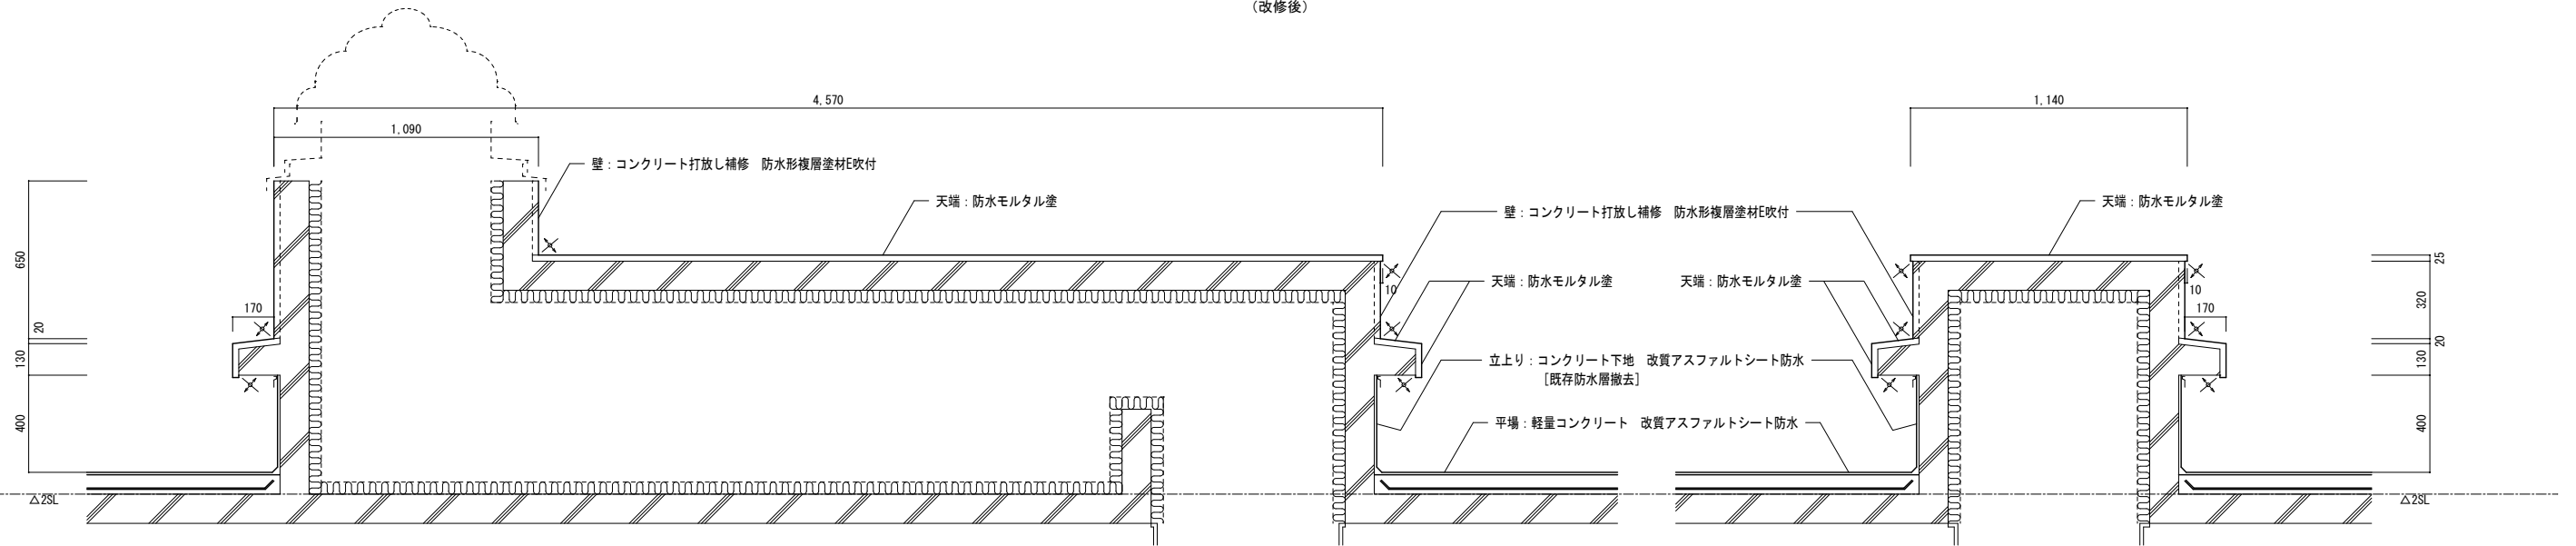 (改修後)
4,570
1,140
1,090
壁：コンクリート打放し補修　防水形複層塗材E吹付
天端：防水モルタル塗
天端：防水モルタル塗
壁：コンクリート打放し補修　防水形複層塗材E吹付
650
25
天端：防水モルタル塗
天端：防水モルタル塗
10
10
320
170
170
20
20
130
130
立上り：コンクリート下地　改質アスファルトシート防水
[既存防水層撤去]
400
400
平場：軽量コンクリート　改質アスファルトシート防水
△2SL
△2SL